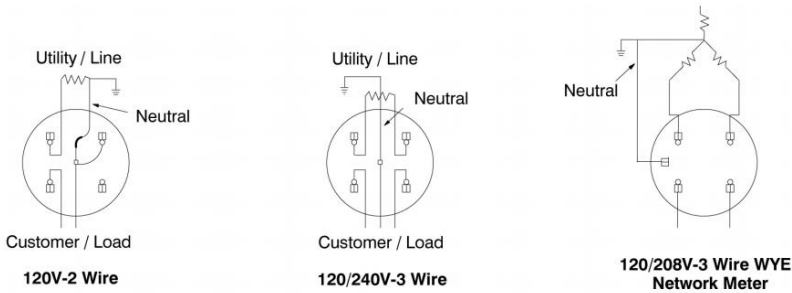 Utility / Line
Neutral
Customer / Load
120V-2 Wire
Utility / Line
Neutral
Customer / Load
120/240V-3 Wire
Neutral
120/208V-3 Wire WYE
Network Meter